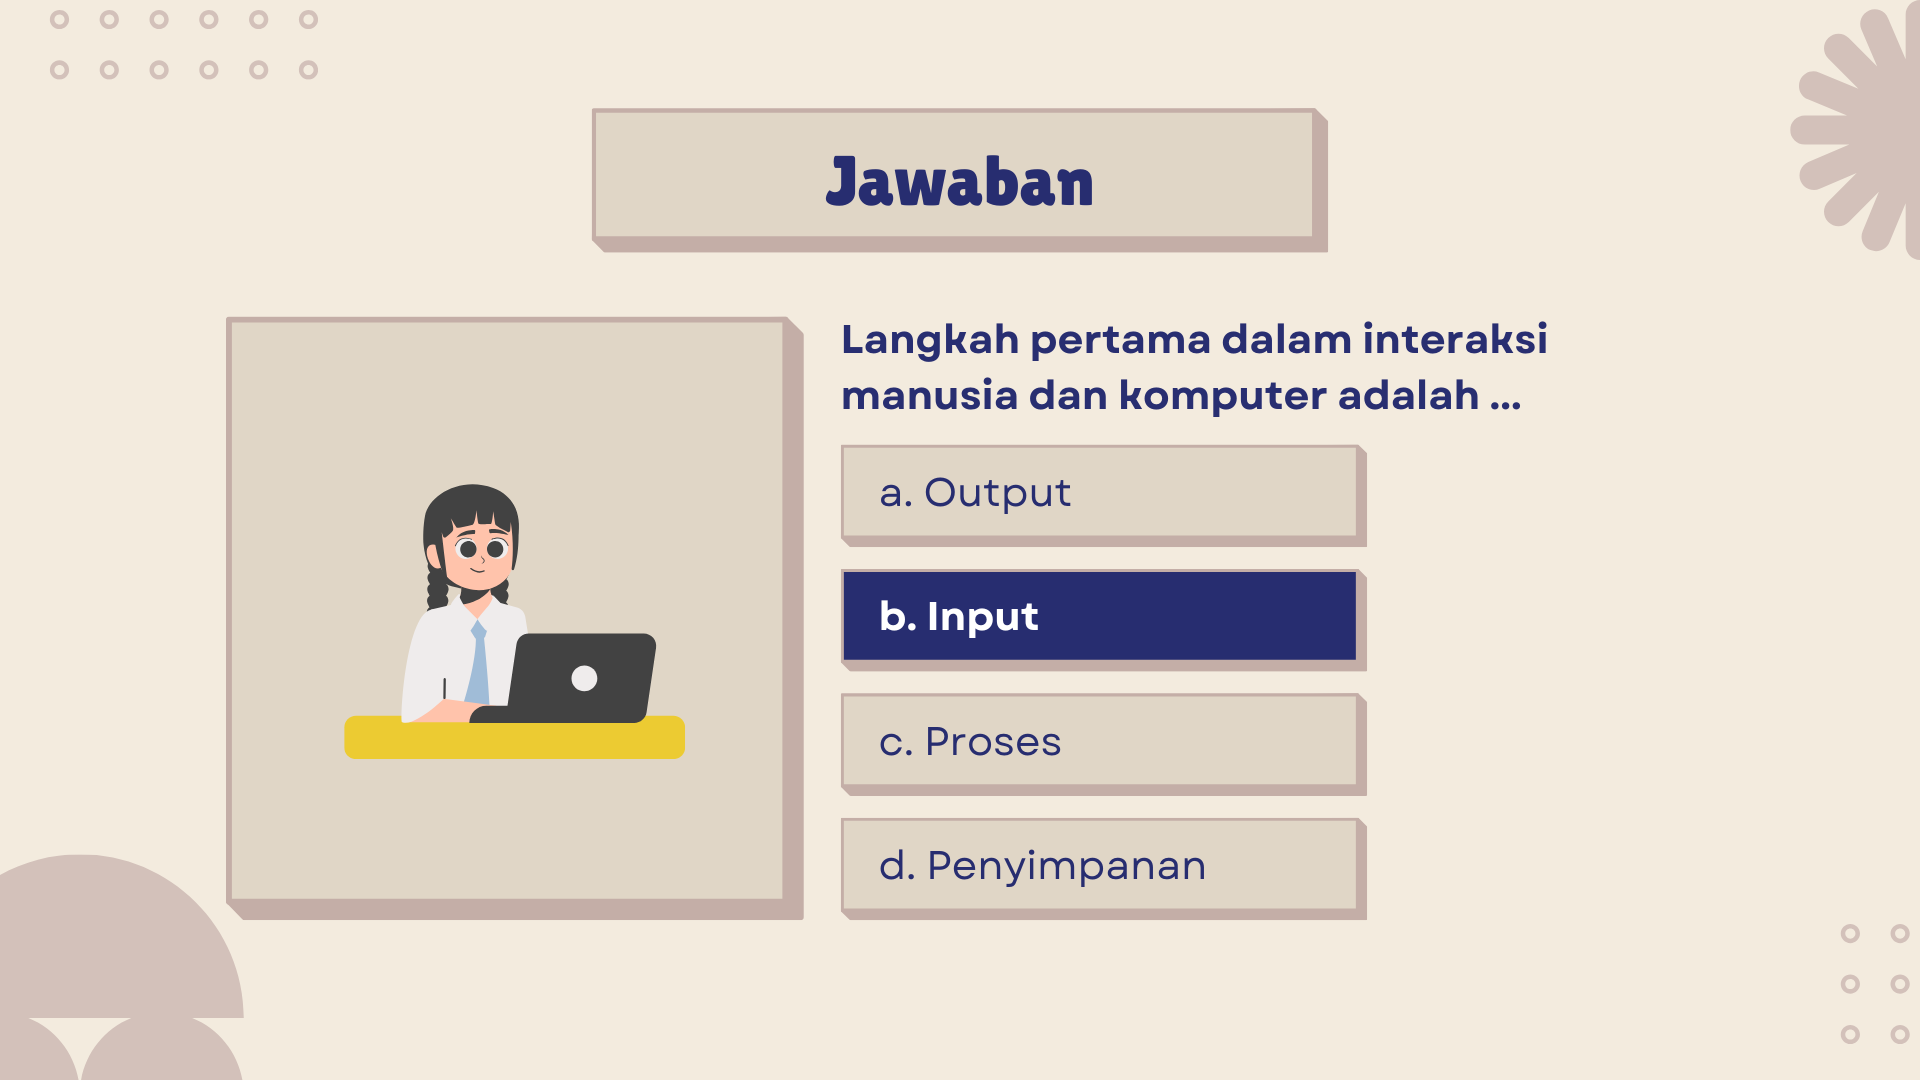 Jawaban
Langkah pertama dalam interaksi
manusia dan komputer adalah ...
a. Output
b. Input
c. Proses
d. Penyimpanan